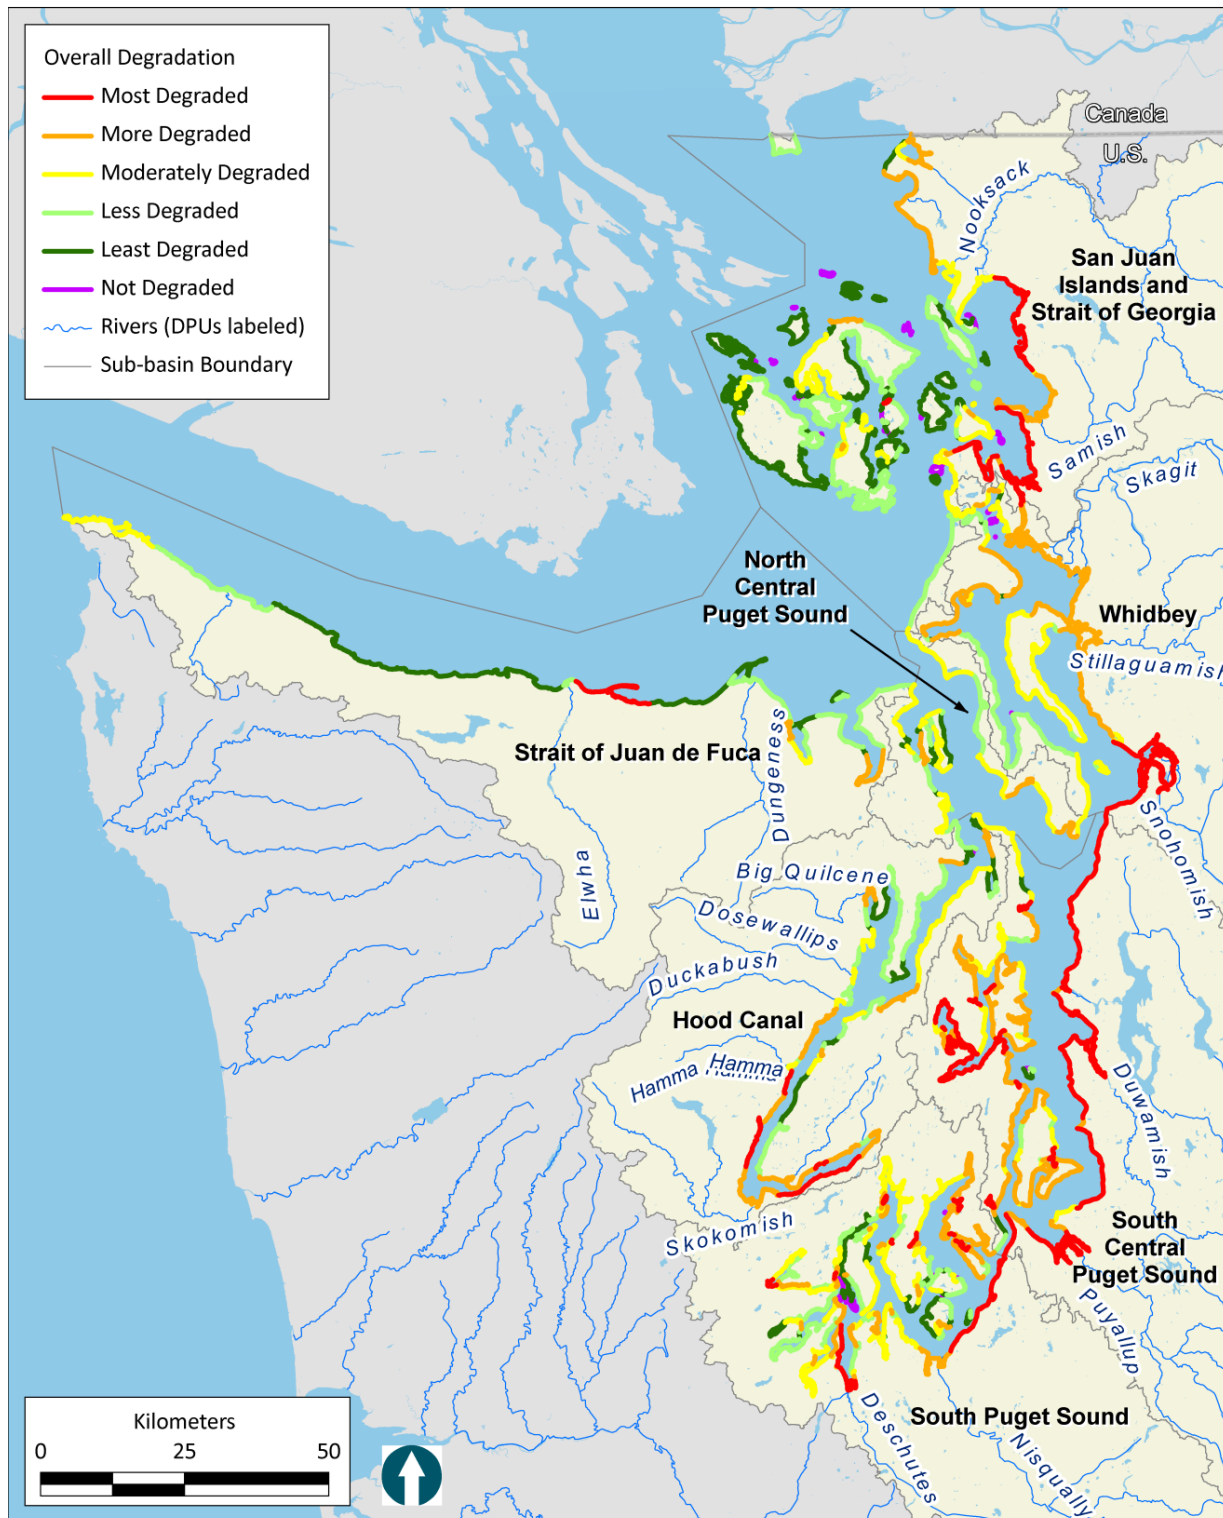 Overall Degradation
Most Degraded
More Degraded
Moderately Degraded
Less Degraded
Least Degraded
Not Degraded
Rivers (DPUs labeled)
Sub-basin Boundary
Canada
U.S.
Nooksack
San Juan
Islands and
Strait of Georgia
Samish
Skagit
North
Central
Puget Sound
Whidbey
Stillaguamish
Strait of Juan de Fuca
Dungeness
Elwha
Snohomish
Big Quilcene
Dosewallips
Duckabush
Hood Canal
Hamma Hamma
Hamma
Duwamish
Skokomish
South
Central
Puget Sound
Puyallup
South Puget Sound
Deschutes
Nisqually
Kilometers
0 25 50